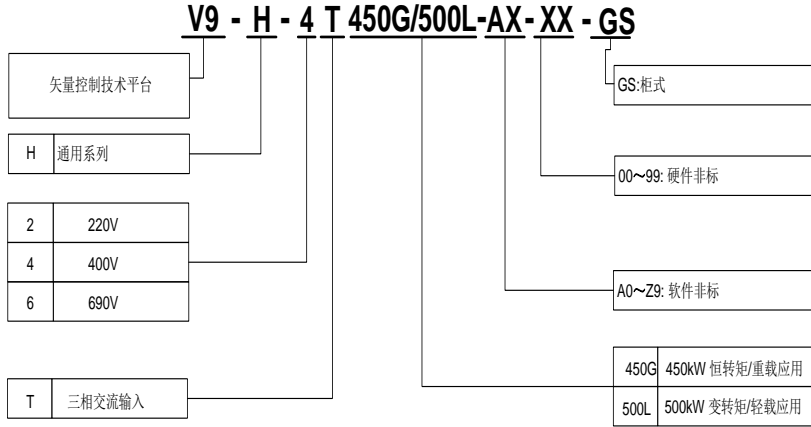 V9 - H - 4 T 450G/500L-AX- XX - GS
矢量控制技术平台
H 通用系列
2 220V
4 400V
6 690V
T 三相交流输入
GS:柜式
00～99: 硬件非标
A0～Z9: 软件非标
450G 450kW 恒转矩/重载应用
500L 500kW 变转矩/轻载应用